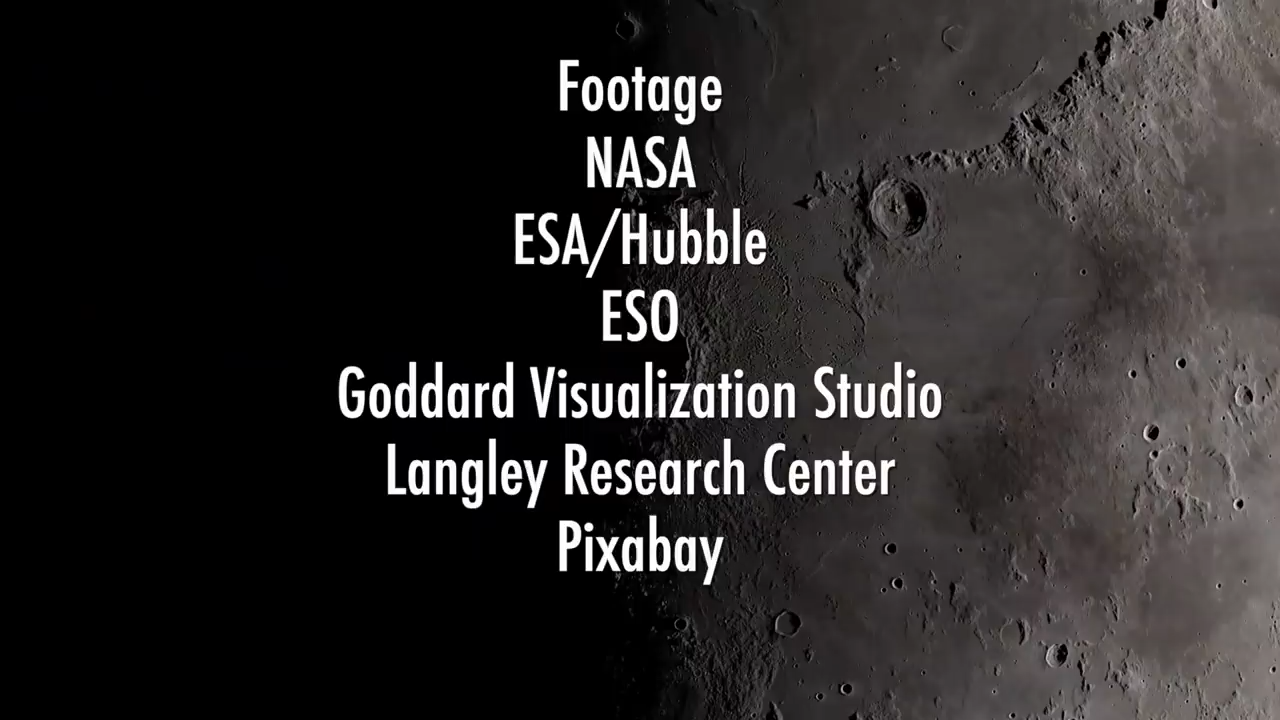 Footage
NASA
ESA/Hubble
ESO
Goddard Visualization Studio
Langley Research Center
Pixabay